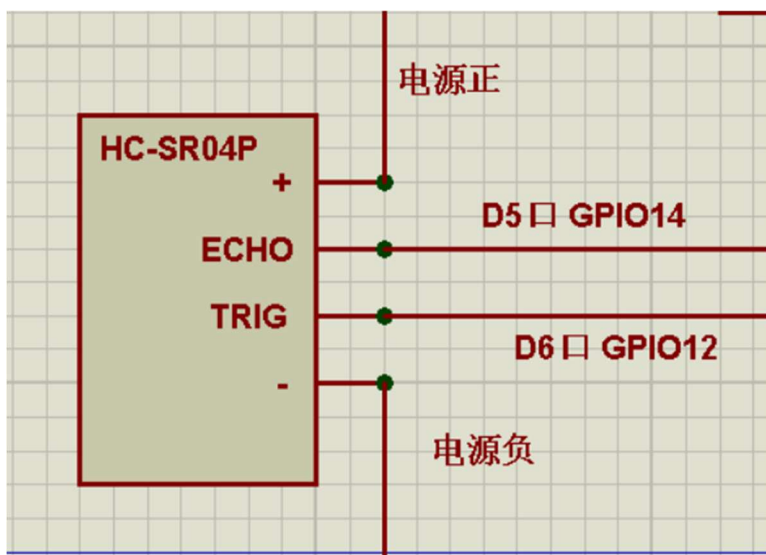 电源正
HC-SR04P
+
D5口 GPIO14
ECHO
TRIG
D6口 GPIO12
-
电源负